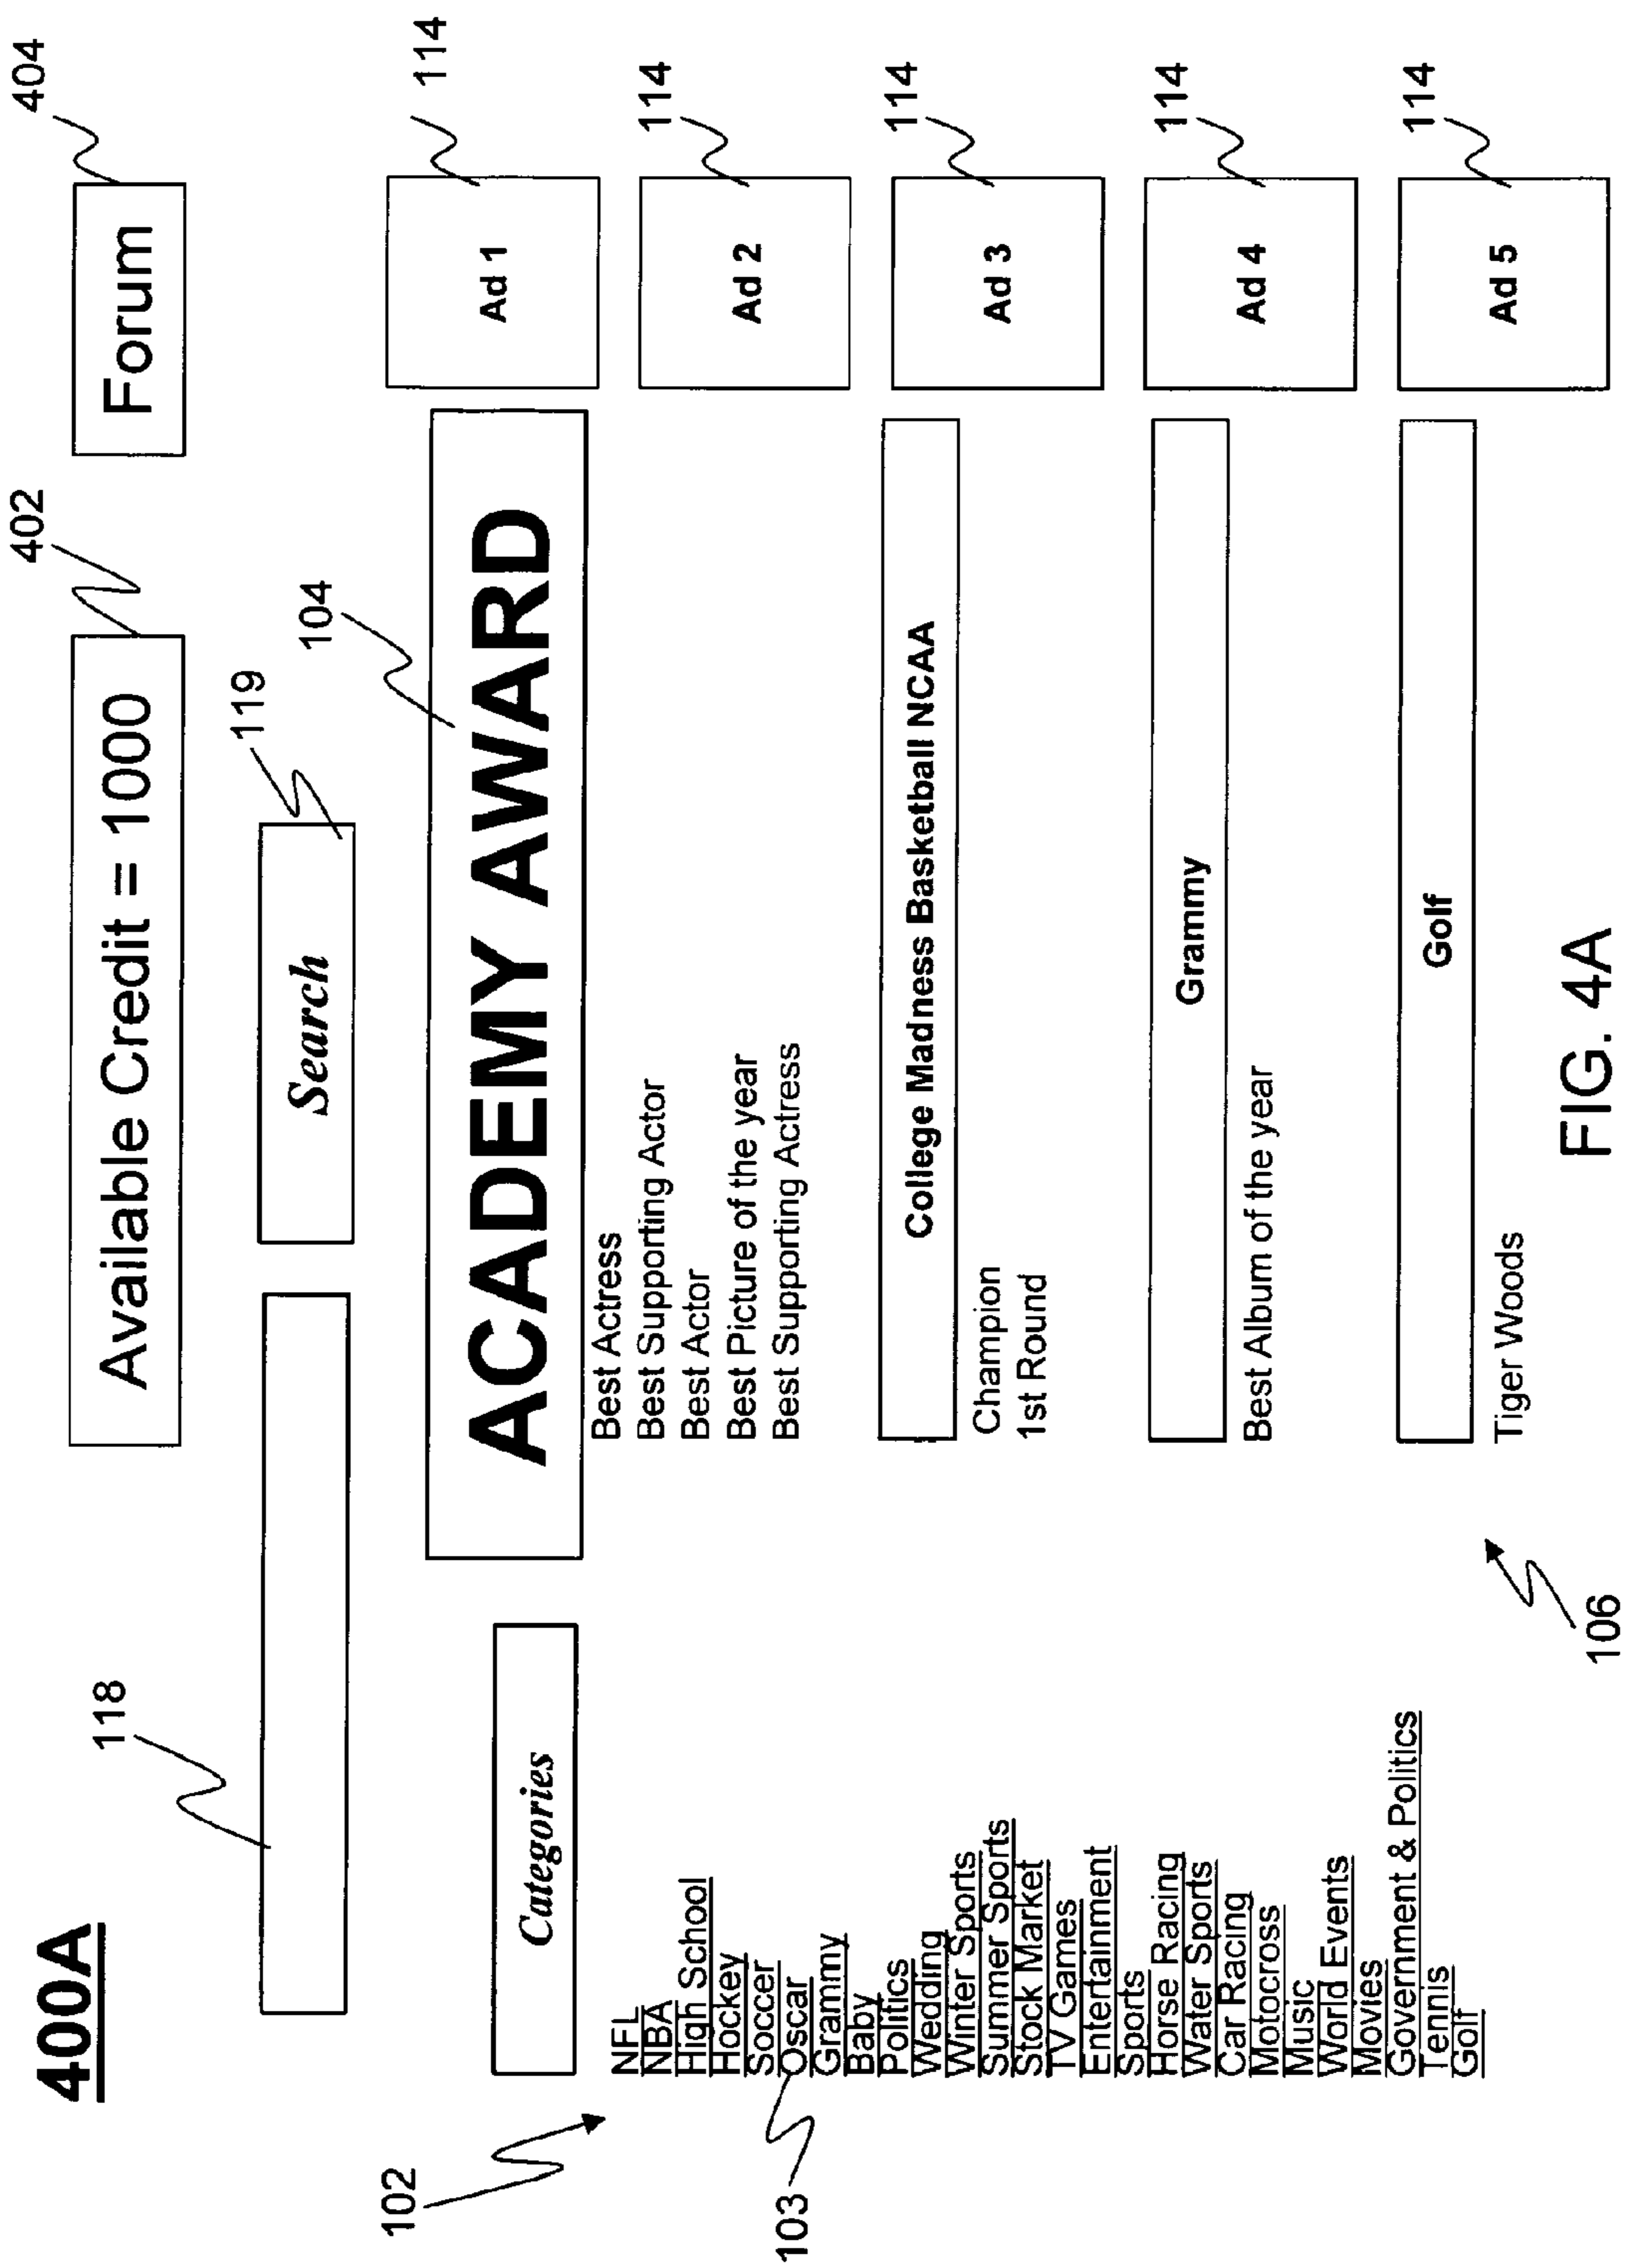 400A
118
402
404
Available Credit = 1000
Forum
Search
119
104
102
Categories
103
NFL
NBA
High School
Hockey
Soccer
Oscar
Grammy
Baby
Politics
Wedding
Winter Sports
Summer Sports
Stock Market
TV Games
Entertainment
Sports
Horse Racing
Water Sports
Car Racing
Motocross
Music
World Events
Movies
Government & Politics
Tennis
Golf
ACADEMY AWARD
Best Actress
Best Supporting Actor
Best Actor
Best Picture of the year
Best Supporting Actress
College Madness Basketball NCAA
Champion
1st Round
Grammy
Best Album of the year
Golf
Tiger Woods
106
Ad 1
114
Ad 2
114
Ad 3
114
Ad 4
114
Ad 5
114
FIG. 4A